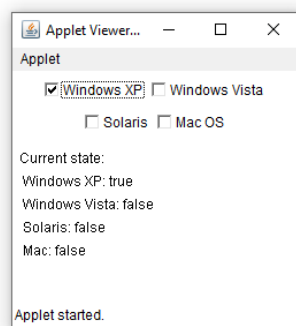 Applet Viewer...
Applet
Windows XP Windows Vista
Solaris Mac OS
Current state:
Windows XP: true
Windows Vista: false
Solaris: false
Mac: false
Applet started.